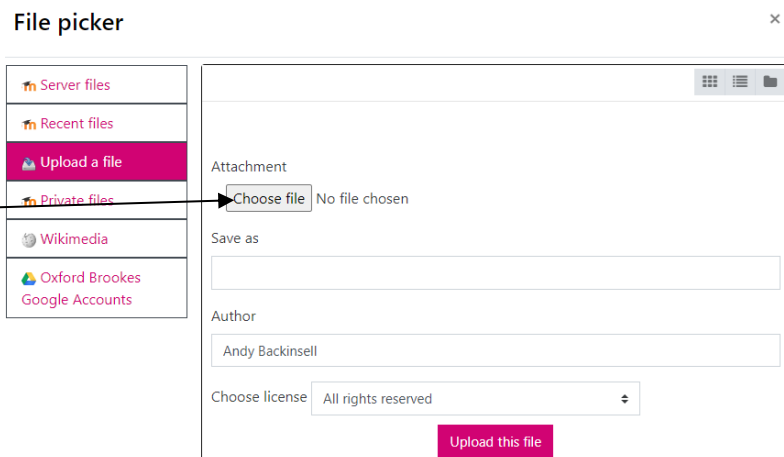 File picker
×
Server files
Recent files
Upload a file
Private files
Wikimedia
Oxford Brookes
Google Accounts
Attachment
Choose file No file chosen
Save as
Author
Andy Backinsell
Choose license All rights reserved
Upload this file